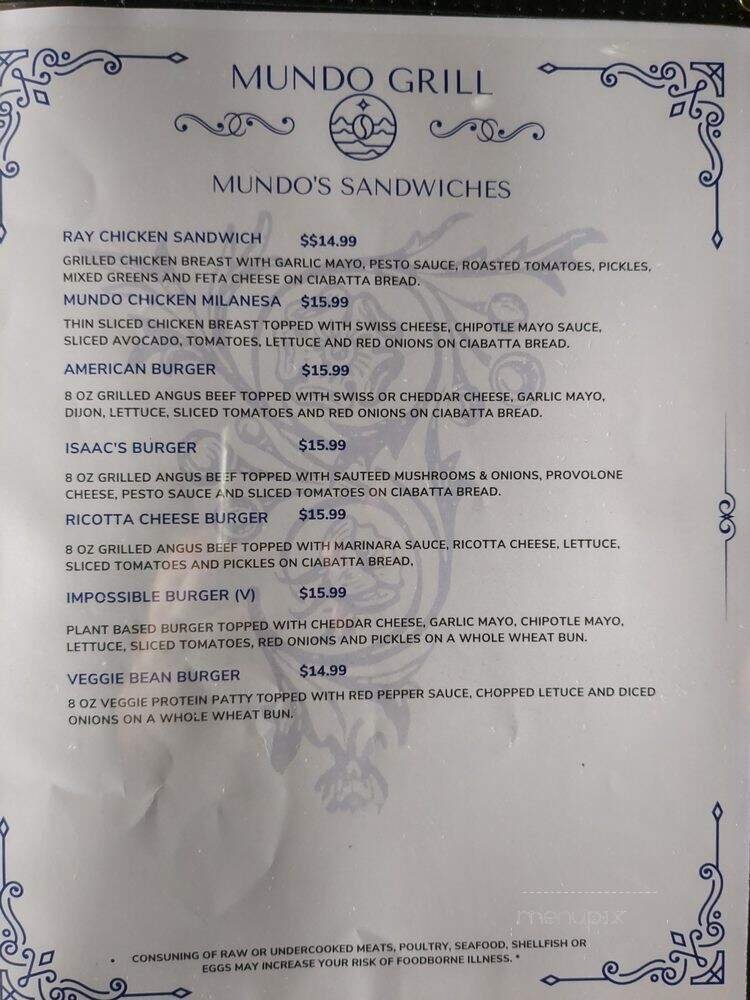 MUNDO GRILL
MUNDO'S SANDWICHES
RAY CHICKEN SANDWICH $$14.99
GRILLED CHICKEN BREAST WITH GARLIC MAYO, PESTO SAUCE, ROASTED TOMATOES, PICKLES,
MIXED GREENS AND FETA CHEESE ON CIABATTA BREAD.
MUNDO CHICKEN MILANESA $15.99
THIN SLICED CHICKEN BREAST TOPPED WITH SWISS CHEESE, CHIPOTLE MAYO SAUCE,
SLICED AVOCADO, TOMATOES, LETTUCE AND RED ONIONS ON CIABATTA BREAD.
AMERICAN BURGER $15.99
8 OZ GRILLED ANGUS BEEF TOPPED WITH SWISS OR CHEDDAR CHEESE, GARLIC MAYO,
DIJON, LETTUCE, SLICED TOMATOES AND RED ONIONS ON CIABATTA BREAD.
ISAAC'S BURGER $15.99
8 OZ GRILLED ANGUS BEEF TOPPED WITH SAUTEED MUSHROOMS & ONIONS, PROVOLONE
CHEESE, PESTO SAUCE AND SLICED TOMATOES ON CIABATTA BREAD.
RICOTTA CHEESE BURGER $15.99
8 OZ GRILLED ANGUS BEEF TOPPED WITH MARINARA SAUCE, RICOTTA CHEESE, LETTUCE,
SLICED TOMATOES AND PICKLES ON CIABATTA BREAD.
IMPOSSIBLE BURGER (V) $15.99
PLANT BASED BURGER TOPPED WITH CHEDDAR CHEESE, GARLIC MAYO, CHIPOTLE MAYO,
LETTUCE, SLICED TOMATOES, RED ONIONS AND PICKLES ON A WHOLE WHEAT BUN.
VEGGIE BEAN BURGER $14.99
8 OZ VEGGIE PROTEIN PATTY TOPPED WITH RED PEPPER SAUCE, CHOPPED LETUCE AND DICED
ONIONS ON A WHOLE WHEAT BUN.
menupix
• CONSUNING OF RAW OR UNDERCOOKED MEATS, POULTRY, SEAFOOD, SHELLFISH OR
EGGS MAY INCREASE YOUR RISK OF FOODBORNE ILLNESS. *